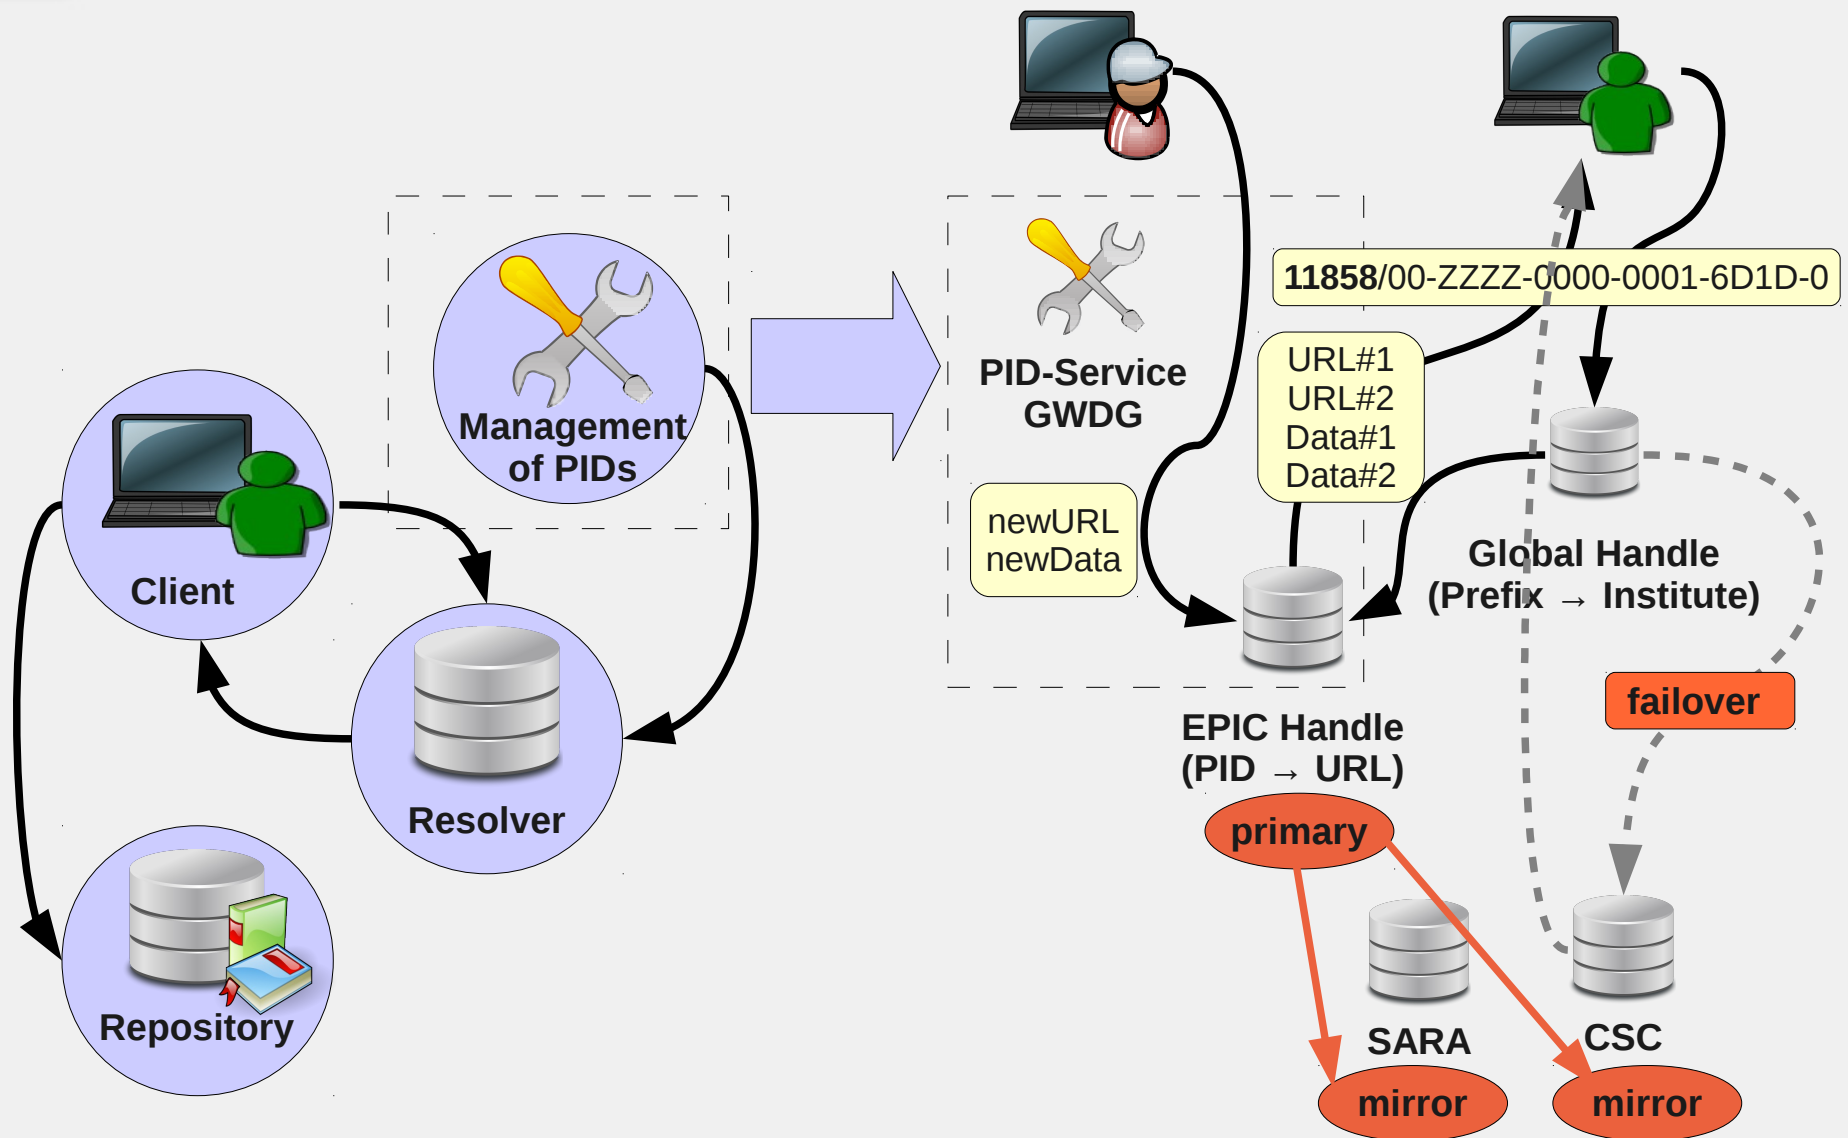 Management
of PIDs
Client
Resolver
Repository
11858/00-ZZZZ-0000-0001-6D1D-0
PID-Service
GWDG
URL#1
URL#2
Data#1
Data#2
newURL
newData
Global Handle
(Prefix → Institute)
failover
EPIC Handle
(PID → URL)
primary
SARA
CSC
mirror
mirror